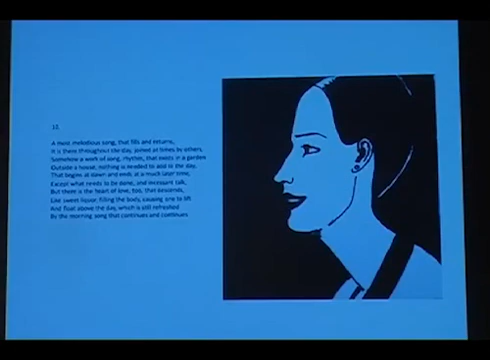 11
A most melodious song, that fills and returns,
It is there throughout the day, joined at times by others,
Somehow a work of song, rhythm, that exists in a garden
Outside a house, nothing is needed to add to the day,
That begins at dawn and ends at a much later time,
Except what needs to be done, and incessant talk,
But there is the heart of love, too, that descends,
Like sweet liquor filling the body, causing one to lift
And float above the day, which is still refreshed
By the morning song that continues and continues